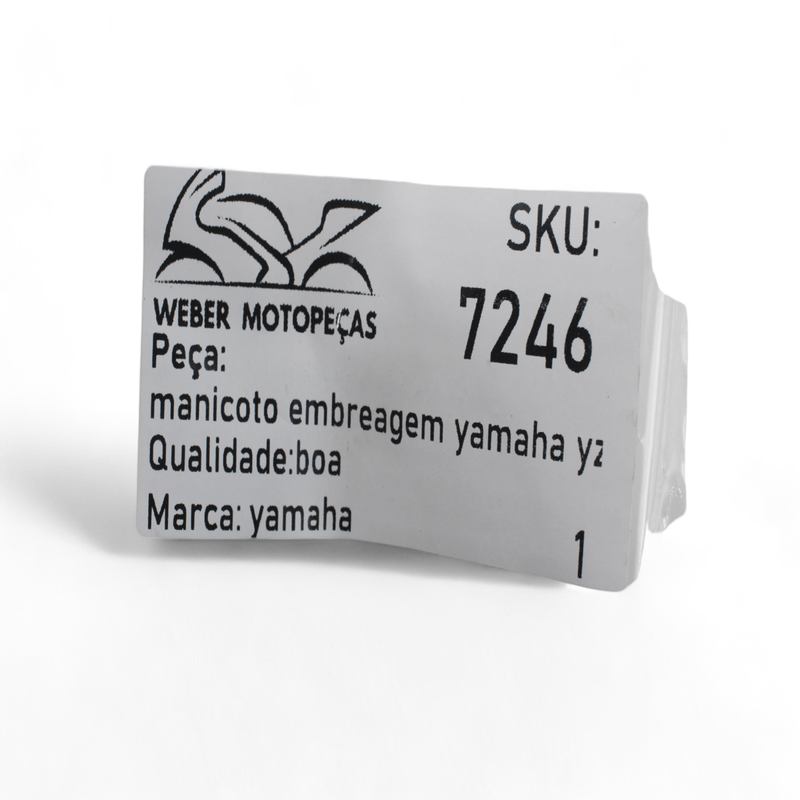 WEBER MOTOPEÇAS
SKU:
7246
Peça:
manicoto embreagem yamaha yz
Qualidade:boa
Marca: yamaha
1